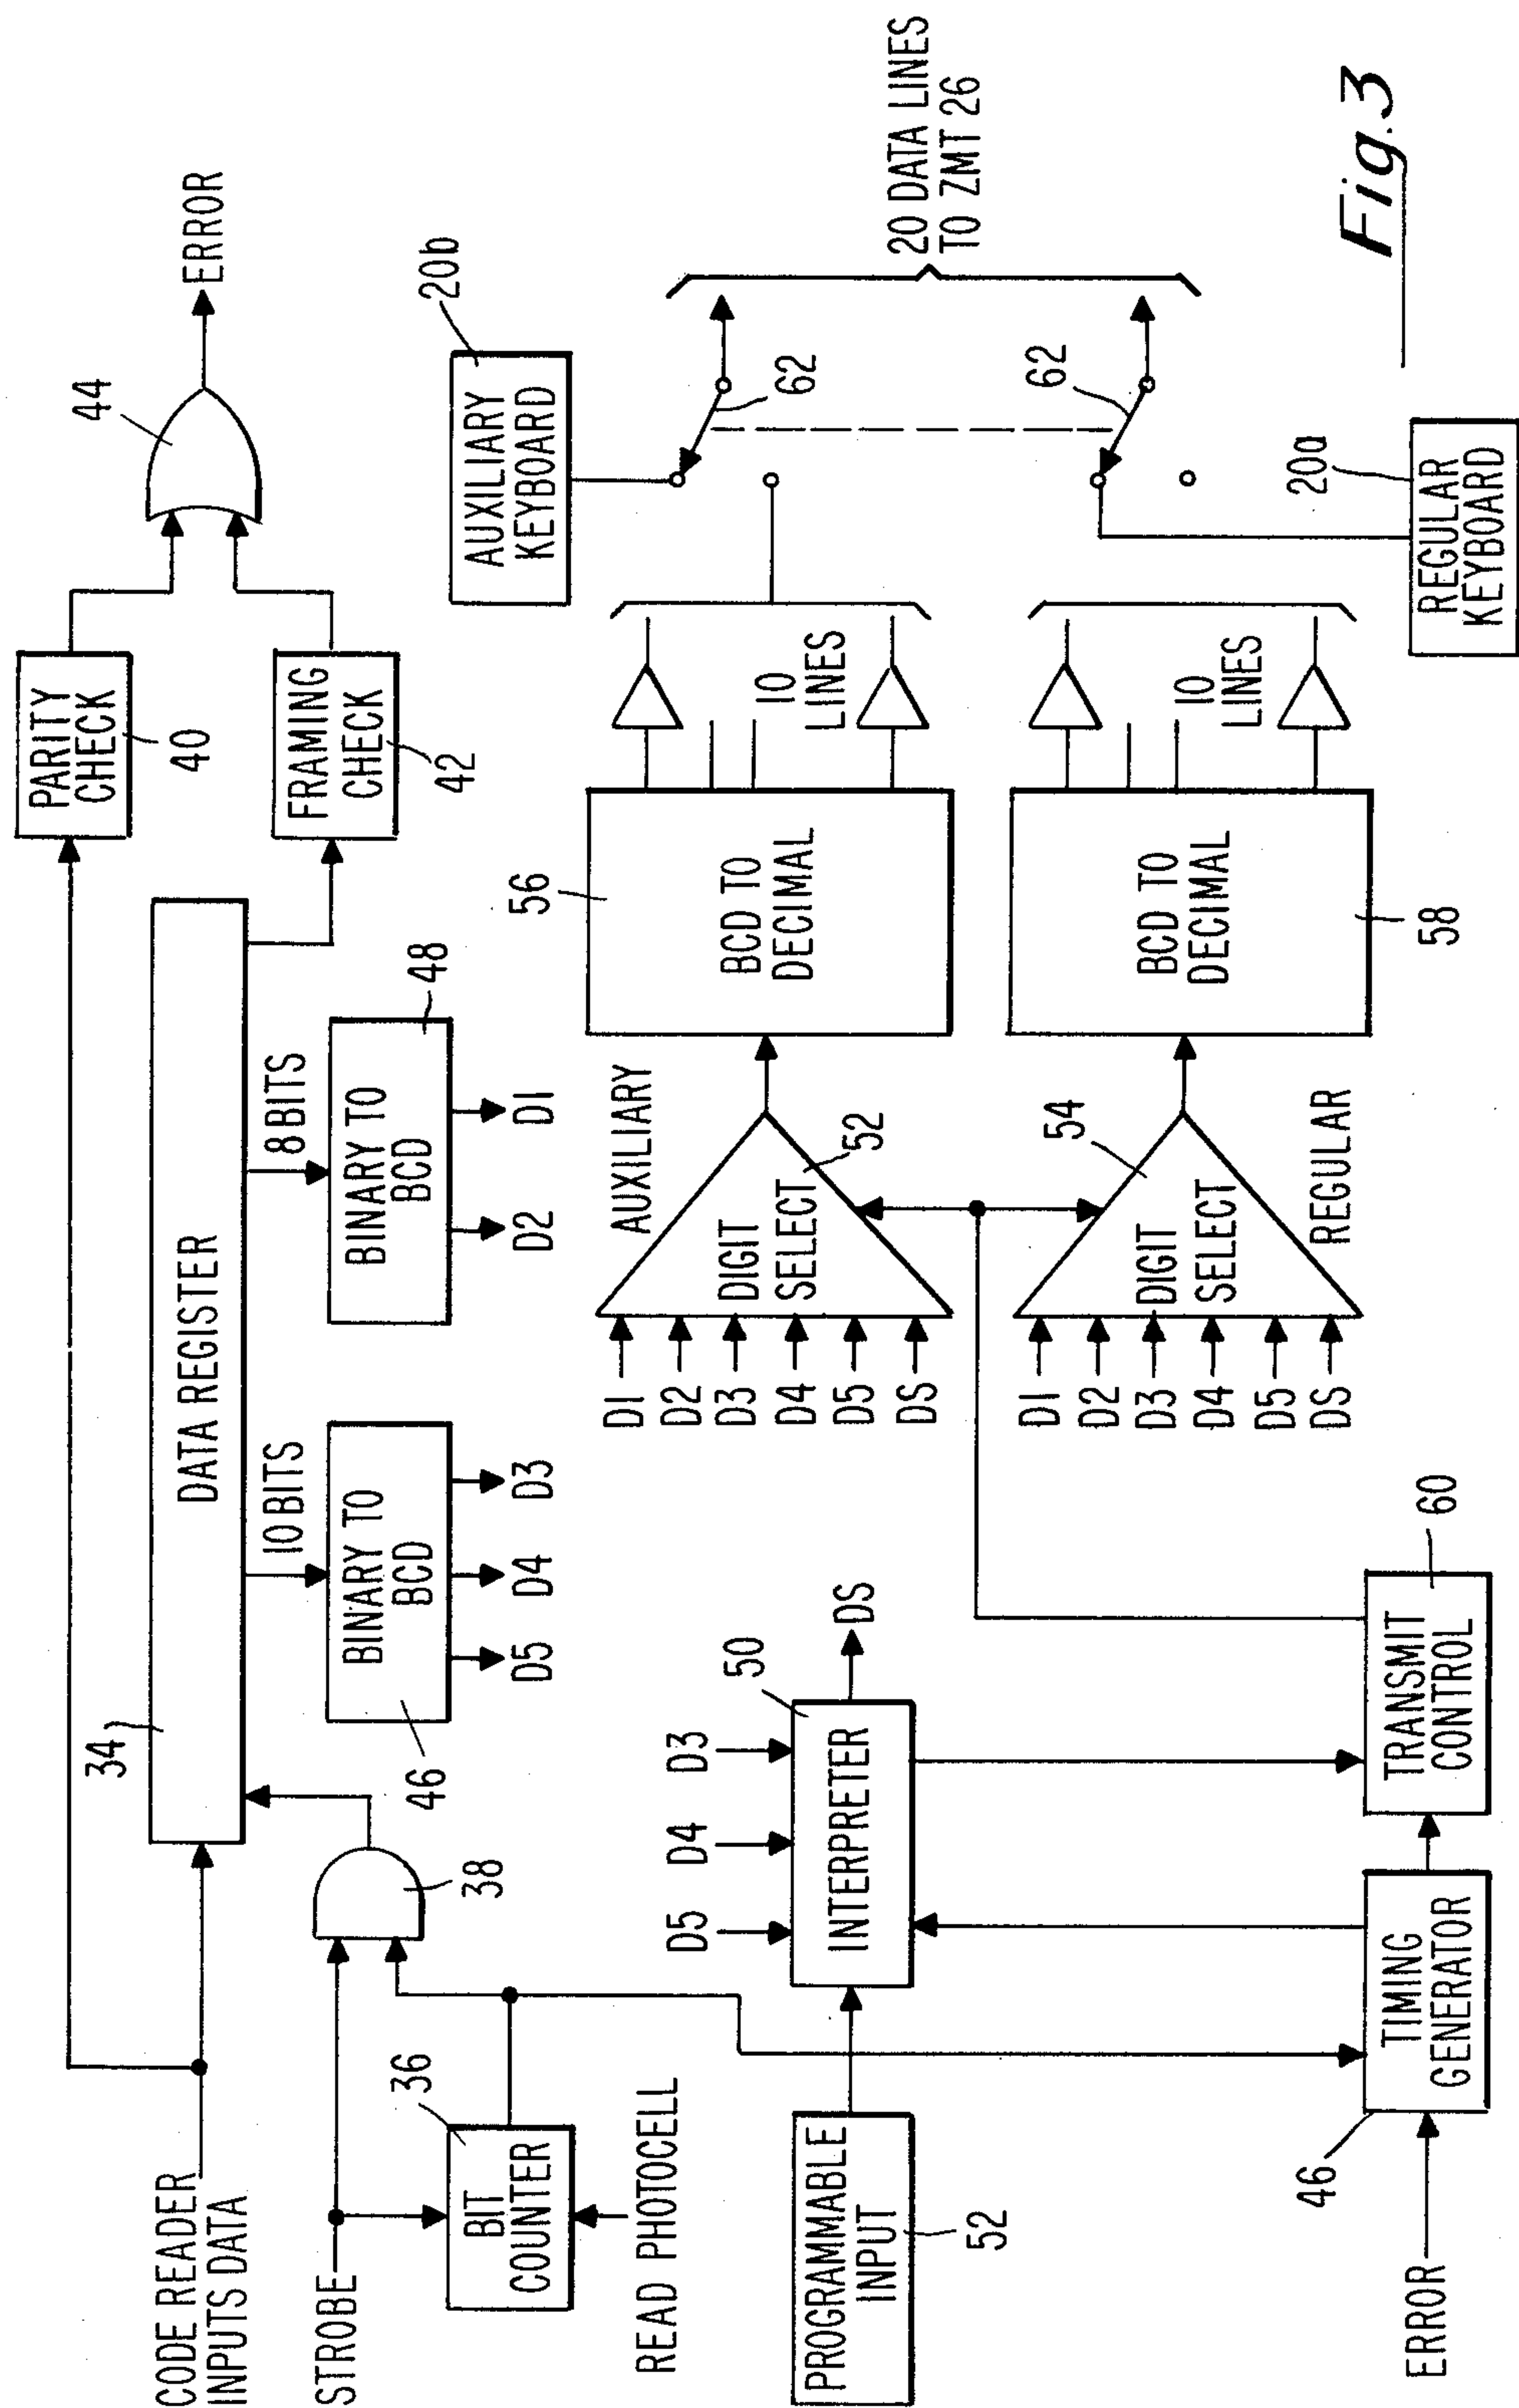 CODE READER
INPUTS DATA
STROBE
34
DATA REGISTER
PARITY
CHECK
40
FRAMING
CHECK
42
44
ERROR
38
36
BIT
COUNTER
READ PHOTOCELL
10 BITS
BINARY TO
BCD
46
D5
D4
D3
8 BITS
BINARY TO
BCD
48
D2
D1
AUXILIARY
KEYBOARD
20b
PROGRAMMABLE
INPUT
52
D5
D4
D3
INTERPRETER
50
DS
D1
D2
D3
D4
D5
DS
DIGIT
SELECT
AUXILIARY
52
56
BCD TO
DECIMAL
10
LINES
62
20 DATA LINES
TO ZMT 26
D1
D2
D3
D4
D5
DS
DIGIT
SELECT
54
REGULAR
BCD TO
DECIMAL
58
10
LINES
62
ERROR
46
TIMING
GENERATOR
TRANSMIT
CONTROL
60
REGULAR
KEYBOARD
20a
Fig. 3